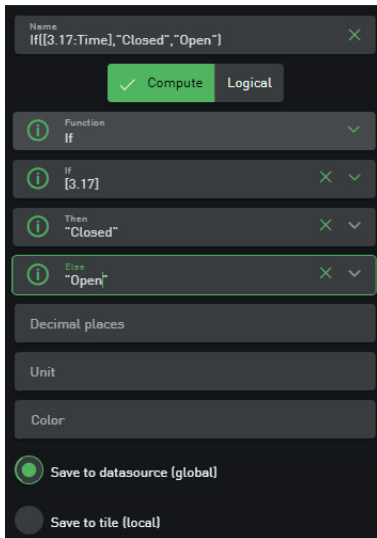 Name
If([3.17:Time],"Closed","Open")
Compute Logical
Function
If
If
[3.17]
Then
"Closed"
Else
"Open"
Decimal places
Unit
Color
Save to datasource (global)
Save to tile (local)